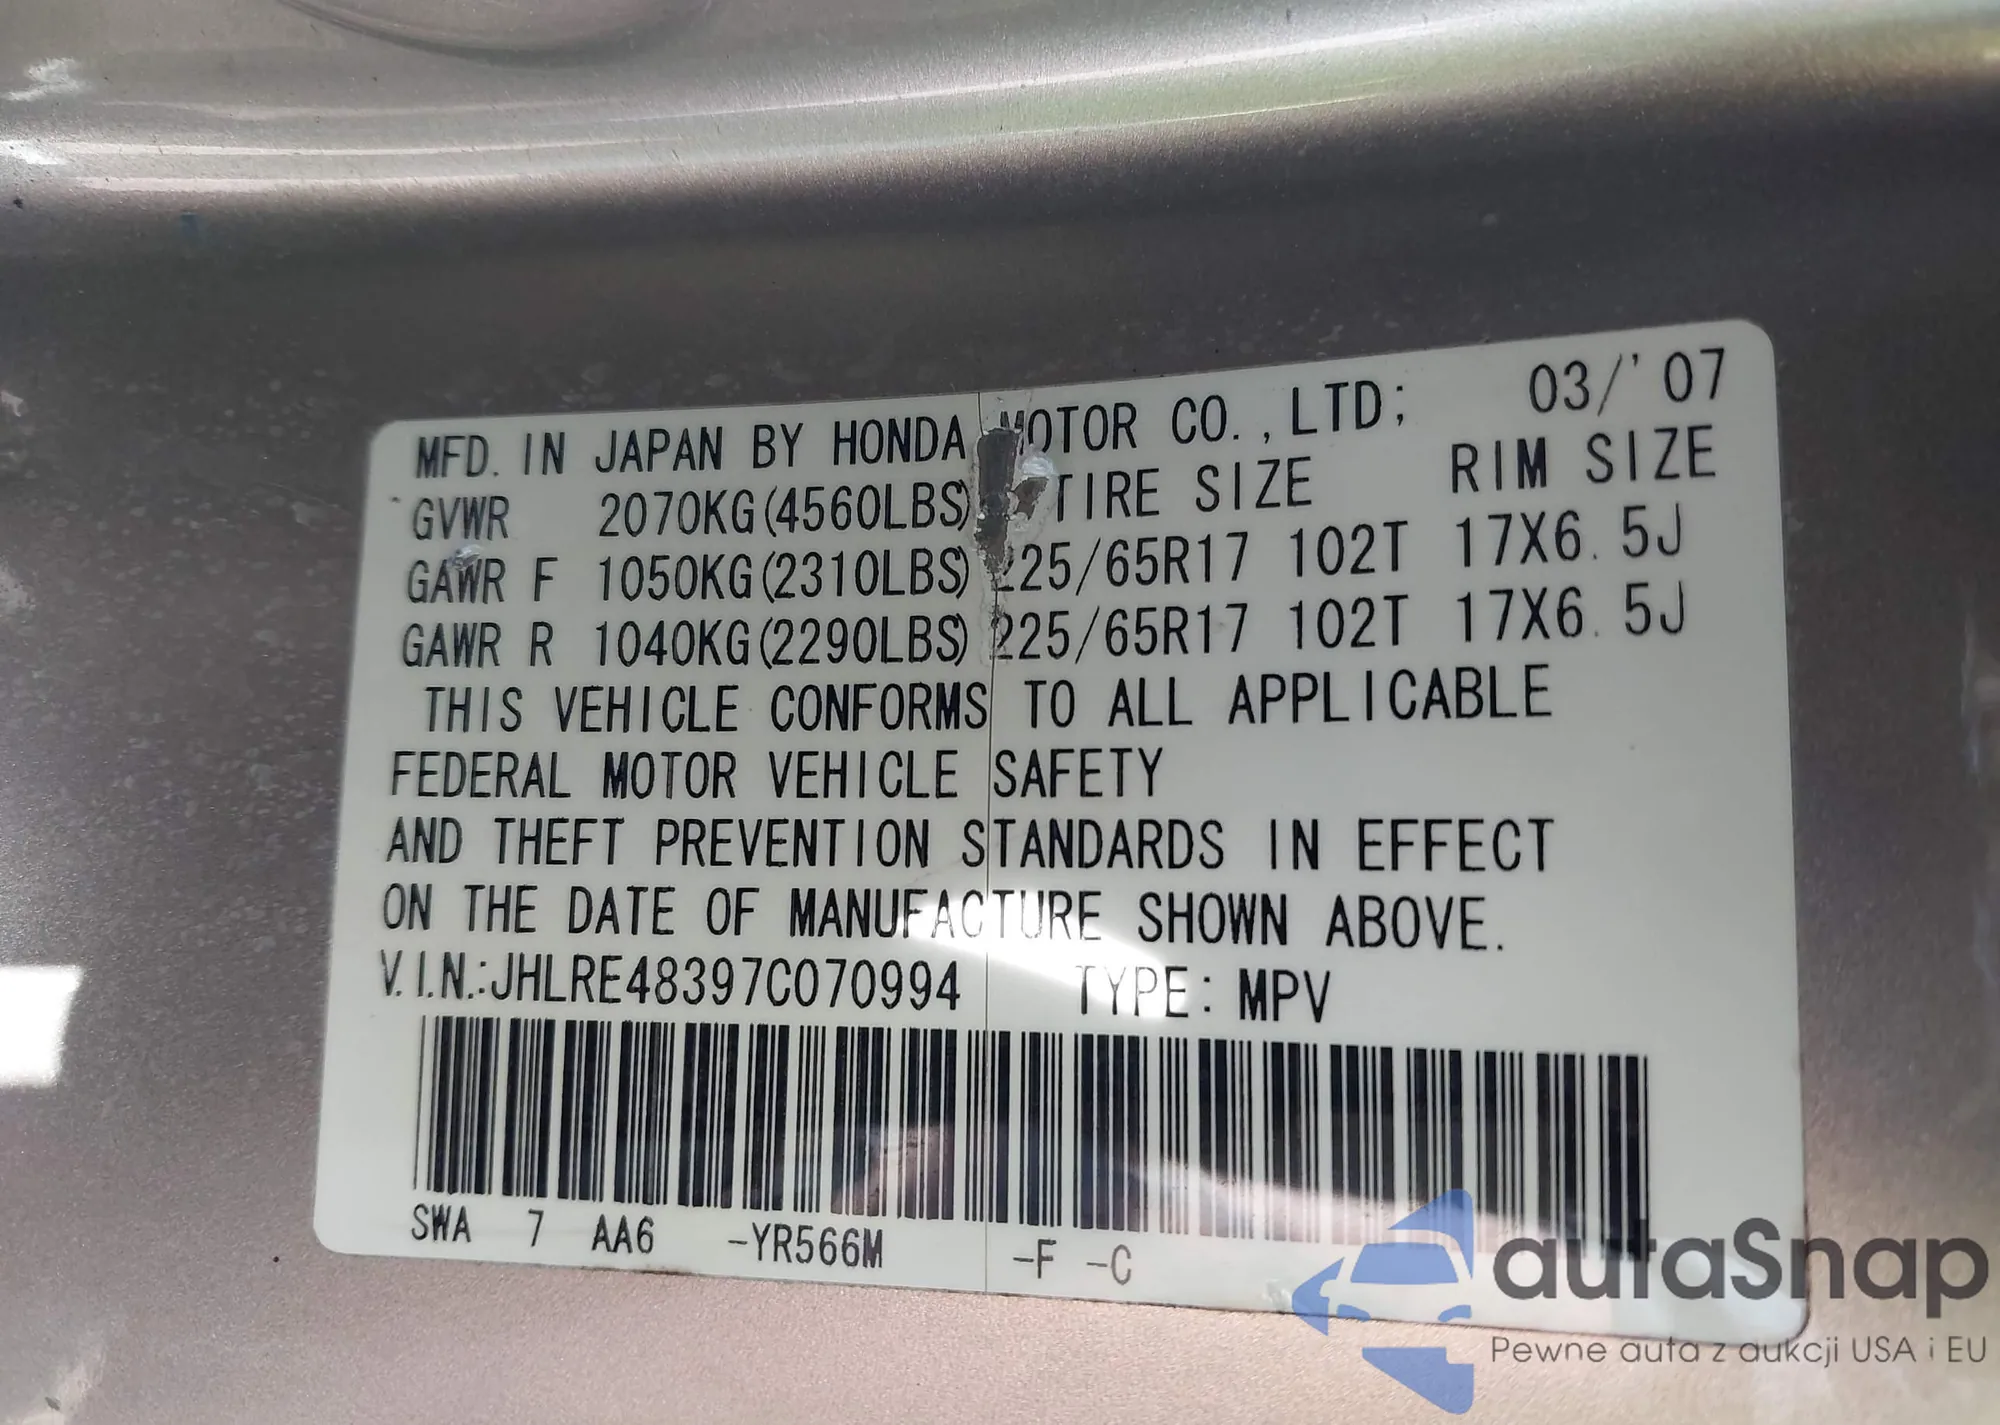 MFD. IN JAPAN BY HONDA MOTOR CO.,LTD; 03/'07
GVWR 2070KG(4560LBS) TIRE SIZE RIM SIZE
GAWR F 1050KG(2310LBS) 225/65R17 102T 17X6.5J
GAWR R 1040KG(2290LBS) 225/65R17 102T 17X6.5J
THIS VEHICLE CONFORMS TO ALL APPLICABLE
FEDERAL MOTOR VEHICLE SAFETY
AND THEFT PREVENTION STANDARDS IN EFFECT
ON THE DATE OF MANUFACTURE SHOWN ABOVE.
V.I.N.:JHLRE48397C070994 TYPE: MPV
SWA 7 AA6 -YR566M -F -C
autaSnap
Pewne auta z aukcji USA i EU